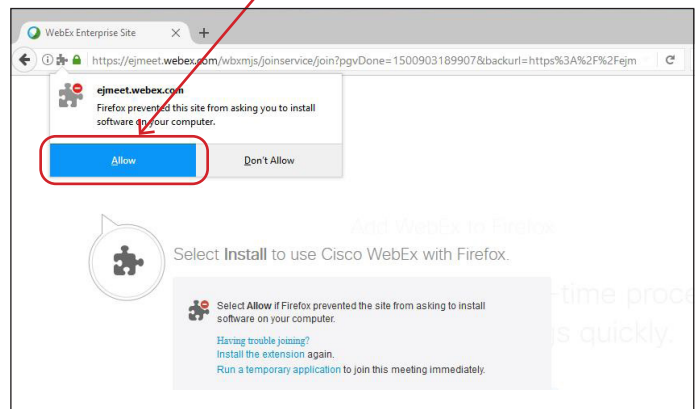 WebEx Enterprise Site
https://ejmeet.webex.com/wbxmjs/joinservice/join?pgvDone=1500903189907&backurl=https%3A%2F%2Fejm
ejmeet.webex.com
Firefox prevented this site from asking you to install
software on your computer.
Allow
Don't Allow
Add WebEx to Firefox
Select Install to use Cisco WebEx with Firefox.
-time proce
s quickly.
Select Allow if Firefox prevented the site from asking to install
software on your computer.
Having trouble joining?
Install the extension again.
Run a temporary application to join this meeting immediately.